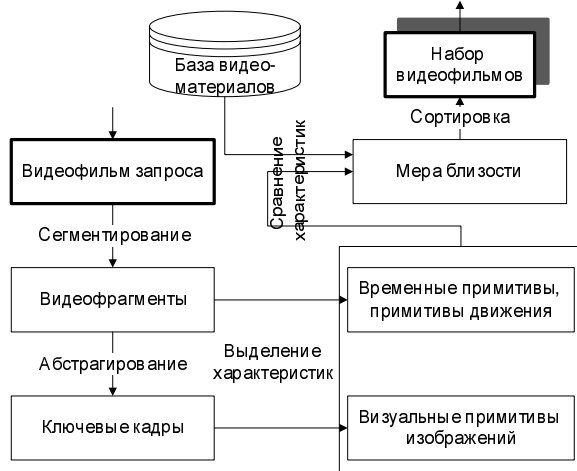 База видео-
материалов
Набор
видеофильмов
Сортировка
Видеофильм запроса
Сравнение
характеристик
Мера близости
Сегментирование
Видеофрагменты
Временные примитивы,
примитивы движения
Абстрагирование
Выделение
характеристик
Ключевые кадры
Визуальные примитивы
изображений